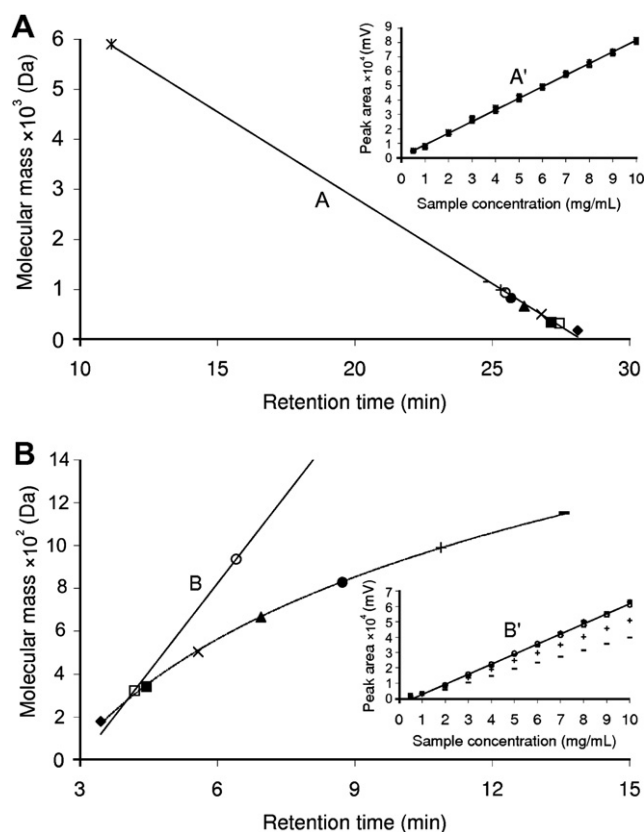 A
Molecular mass ×10³ (Da)
6
5
4
3
2
1
0
10 15 20 25 30
Retention time (min)
A
Peak area ×10⁴ (mV)
9
8
7
6
5
4
3
2
1
0
0 1 2 3 4 5 6 7 8 9 10
Sample concentration (mg/mL)
A'
B
Molecular mass ×10² (Da)
14
12
10
8
6
4
2
0
3 6 9 12 15
Retention time (min)
B
Peak area ×10⁴ (mV)
7
6
5
4
3
2
1
0
0 1 2 3 4 5 6 7 8 9 10
Sample concentration (mg/mL)
B'